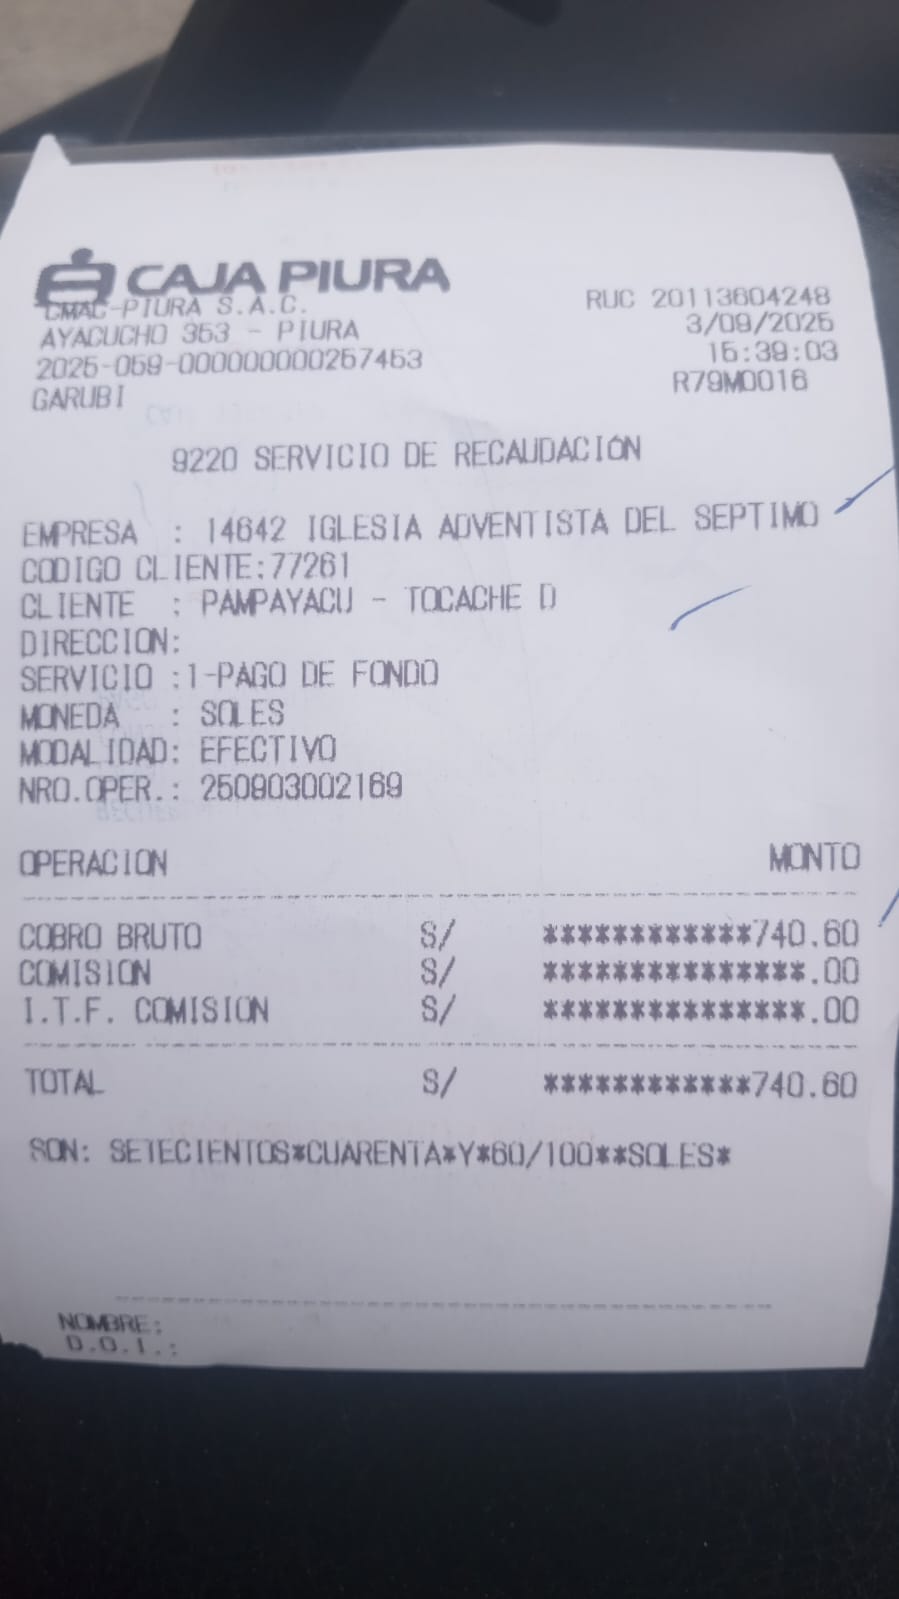 CAJA PIURA
CMAC-PIURA S.A.C.
RUC 20113604248
AYACUCHO 353 - PIURA
3/09/2025
2025-059-000000000257453
15:39:03
GARUBI
R79M0016
9220 SERVICIO DE RECAUDACIÓN
EMPRESA : 14642 IGLESIA ADVENTISTA DEL SEPTIMO
CODIGO CLIENTE:77261
CLIENTE : PAMPAYACU - TOCACHE D
DIRECCION:
SERVICIO :1-PAGO DE FONDO
MONEDA : SOLES
MODALIDAD: EFECTIVO
NRO.OPER.: 250903002169
OPERACION MONTO
COBRO BRUTO S/ ************740.60
COMISION S/ ***************.00
I.T.F. COMISION S/ ***************.00
TOTAL S/ ************740.60
SON: SETECIENTOS*CUARENTA*Y*60/100**SOLES*
NOMBRE:
D.O.I.: